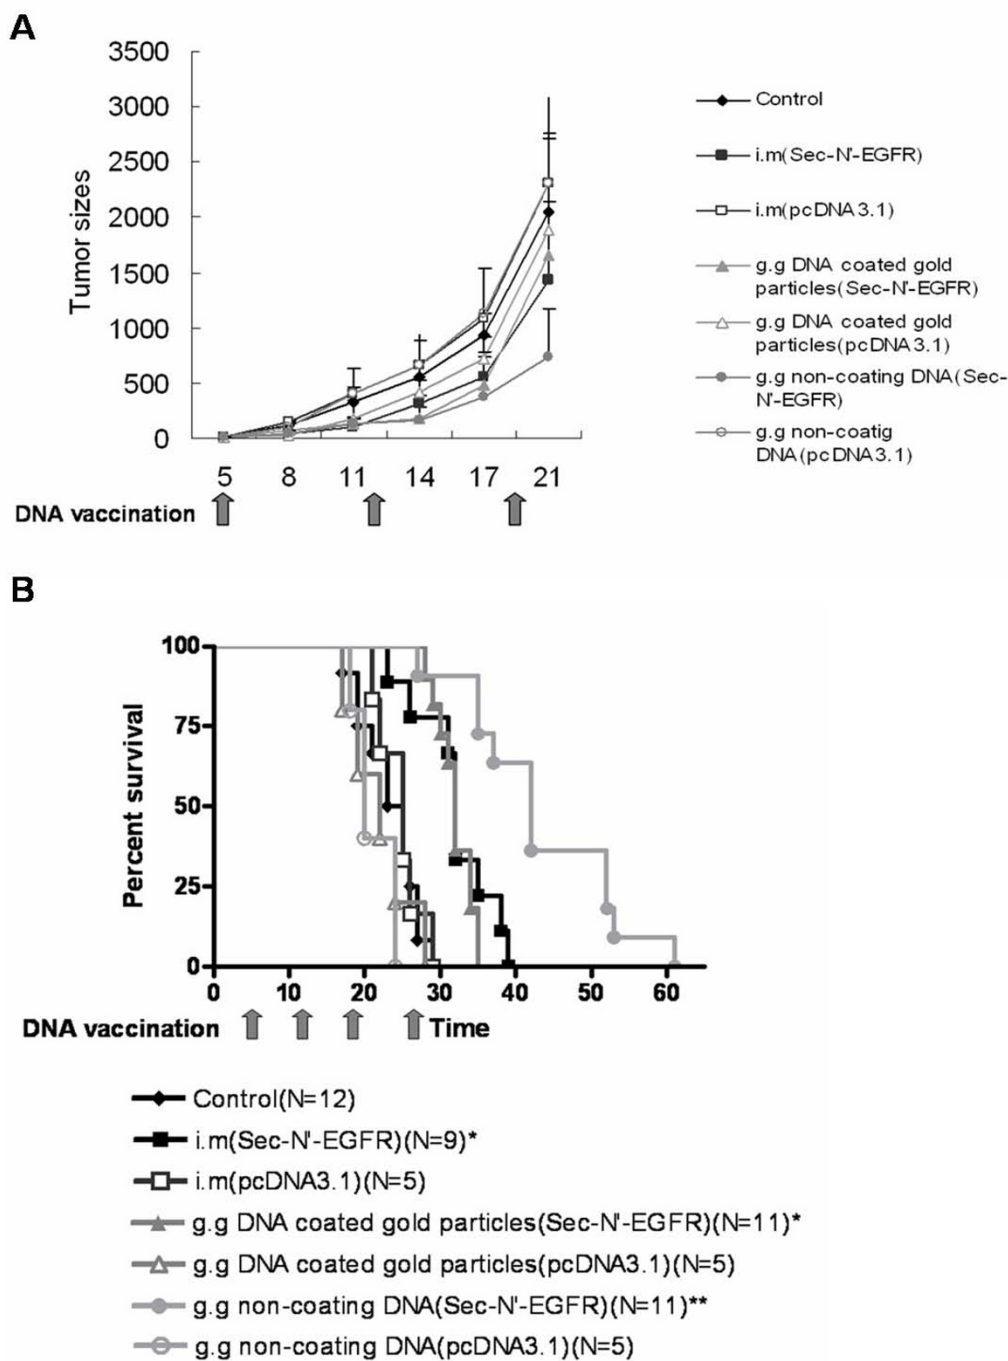 A
3500
3000
2500
2000
1500
1000
500
0
Tumor sizes
5 8 11 14 17 21
DNA vaccination
Control
i.m(Sec-N'-EGFR)
i.m(pcDNA3.1)
g.g DNA coated gold
particles(Sec-N'-EGFR)
g.g DNA coated gold
particles(pcDNA3.1)
g.g non-coating DNA(Sec-
N'-EGFR)
g.g non-coatig
DNA(pcDNA3.1)
B
100
75
50
25
0
Percent survival
0 10 20 30 40 50 60
DNA vaccination Time
Control(N=12)
i.m(Sec-N'-EGFR)(N=9)*
i.m(pcDNA3.1)(N=5)
g.g DNA coated gold particles(Sec-N'-EGFR)(N=11)*
g.g DNA coated gold particles(pcDNA3.1)(N=5)
g.g non-coating DNA(Sec-N'-EGFR)(N=11)**
g.g non-coating DNA(pcDNA3.1)(N=5)